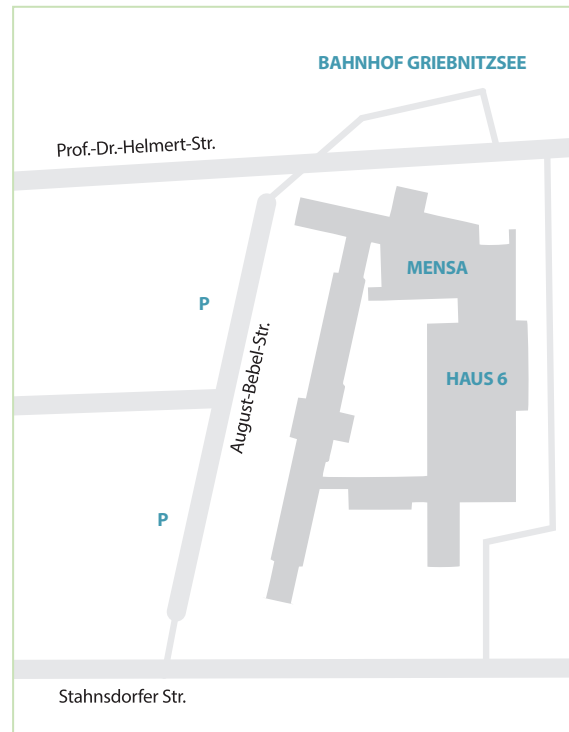 BAHNHOF GRIEBNITZSEE
Prof.-Dr.-Helmert-Str.
MENSA
P
August-Bebel-Str.
HAUS 6
P
Stahnsdorfer Str.